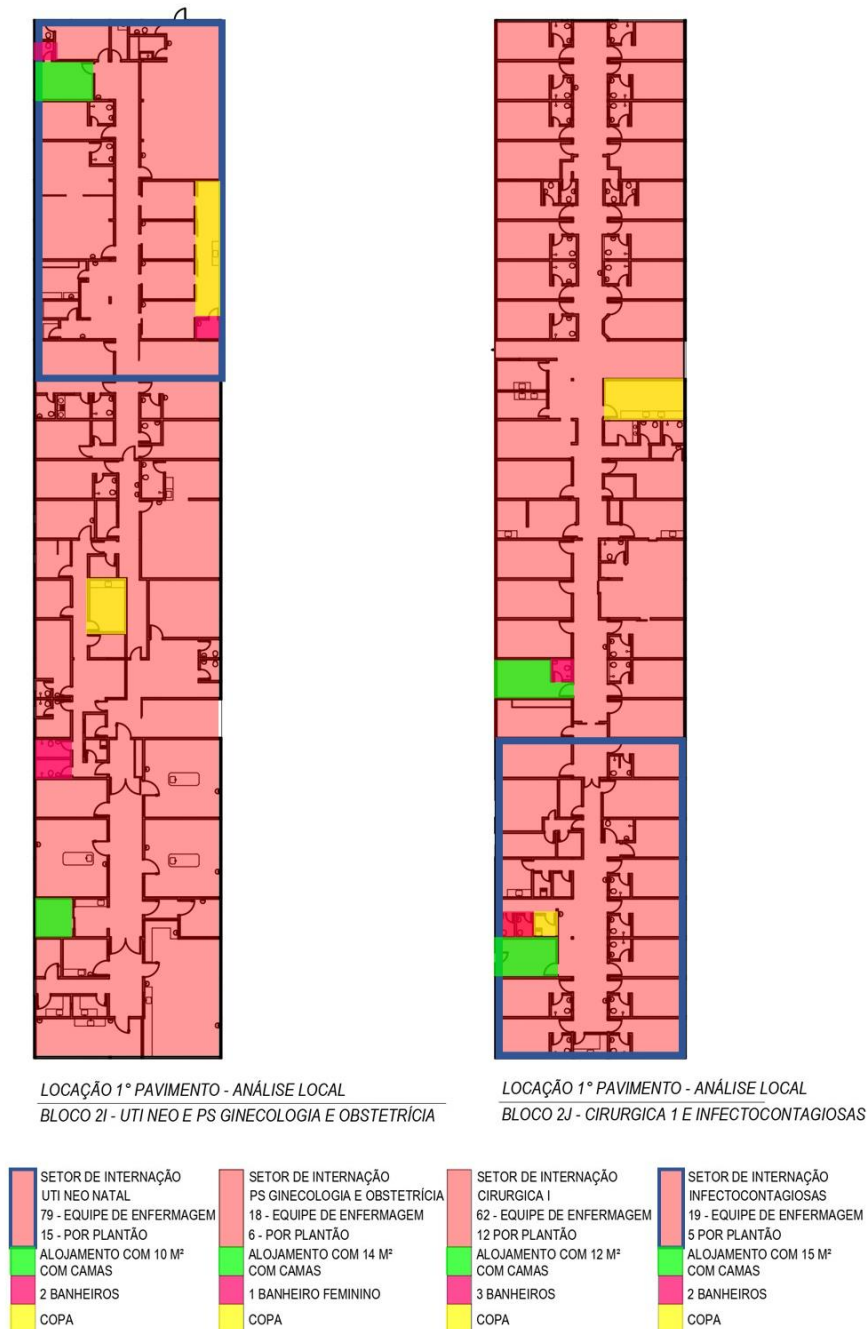 LOCAÇÃO 1° PAVIMENTO - ANÁLISE LOCAL
BLOCO 2I - UTI NEO E PS GINECOLOGIA E OBSTETRÍCIA
LOCAÇÃO 1° PAVIMENTO - ANÁLISE LOCAL
BLOCO 2J - CIRURGICA 1 E INFECTOCONTAGIOSAS
SETOR DE INTERNAÇÃO
UTI NEO NATAL
79 - EQUIPE DE ENFERMAGEM
15 - POR PLANTÃO
ALOJAMENTO COM 10 M²
COM CAMAS
2 BANHEIROS
COPA
SETOR DE INTERNAÇÃO
PS GINECOLOGIA E OBSTETRÍCIA
18 - EQUIPE DE ENFERMAGEM
6 - POR PLANTÃO
ALOJAMENTO COM 14 M²
COM CAMAS
1 BANHEIRO FEMININO
COPA
SETOR DE INTERNAÇÃO
CIRURGICA I
62 - EQUIPE DE ENFERMAGEM
12 POR PLANTÃO
ALOJAMENTO COM 12 M²
COM CAMAS
3 BANHEIROS
COPA
SETOR DE INTERNAÇÃO
INFECTOCONTAGIOSAS
19 - EQUIPE DE ENFERMAGEM
5 POR PLANTÃO
ALOJAMENTO COM 15 M²
COM CAMAS
2 BANHEIROS
COPA